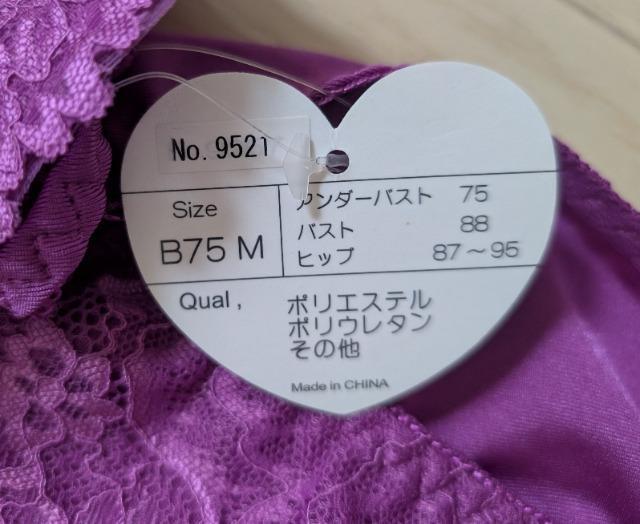 No. 9521
Size
B75 M
アンダーバスト 75
バスト 88
ヒップ 87～95
Qual , ポリエステル
ポリウレタン
その他
Made in CHINA